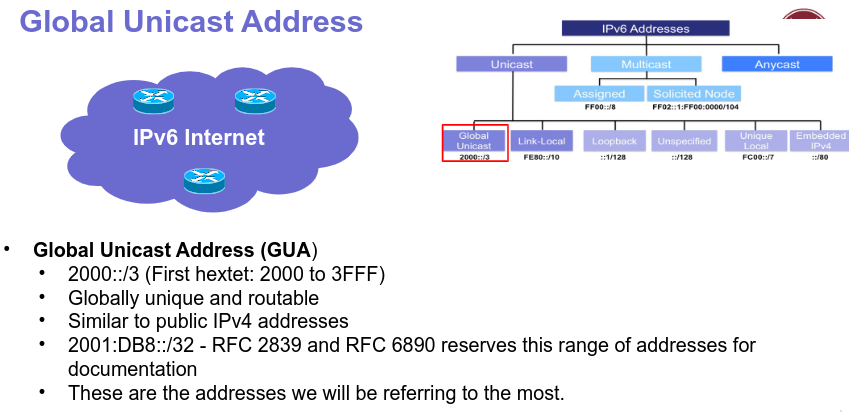 Global Unicast Address
IPv6 Addresses
Unicast
Multicast
Anycast
Assigned
Solicited Node
FF00::/8
FF02::1:FF00:0000/104
Global
Unicast
Link-Local
Loopback
Unspecified
Unique
Local
Embedded
IPv4
2000::/3
FE80::/10
::1/128
::/128
FC00::/7
::/80
IPv6 Internet
• Global Unicast Address (GUA)
• 2000::/3 (First hextet: 2000 to 3FFF)
• Globally unique and routable
• Similar to public IPv4 addresses
• 2001:DB8::/32 - RFC 2839 and RFC 6890 reserves this range of addresses for
documentation
• These are the addresses we will be referring to the most.